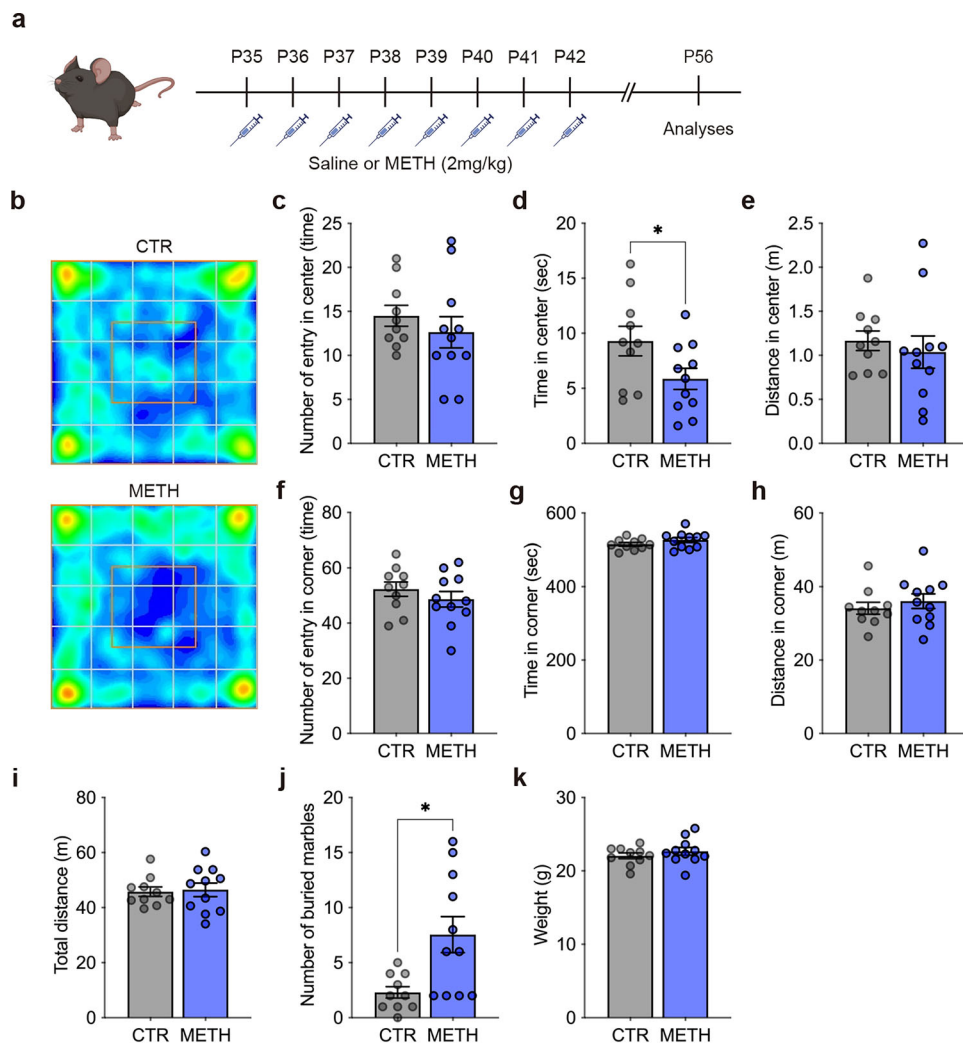 a
P35 P36 P37 P38 P39 P40 P41 P42 P56
Saline or METH (2mg/kg)
Analyses
b
CTR
METH
c
Number of entry in center (time)
25
20
15
10
5
0
CTR METH
d
Time in center (sec)
20
15
10
5
0
*
CTR METH
e
Distance in center (m)
2.5
2.0
1.5
1.0
0.5
0.0
CTR METH
f
Number of entry in corner (time)
80
60
40
20
0
CTR METH
g
Time in corner (sec)
600
400
200
0
CTR METH
h
Distance in corner (m)
60
40
20
0
CTR METH
i
Total distance (m)
80
60
40
20
0
CTR METH
j
Number of buried marbles
20
15
10
5
0
*
CTR METH
k
Weight (g)
30
20
10
0
CTR METH